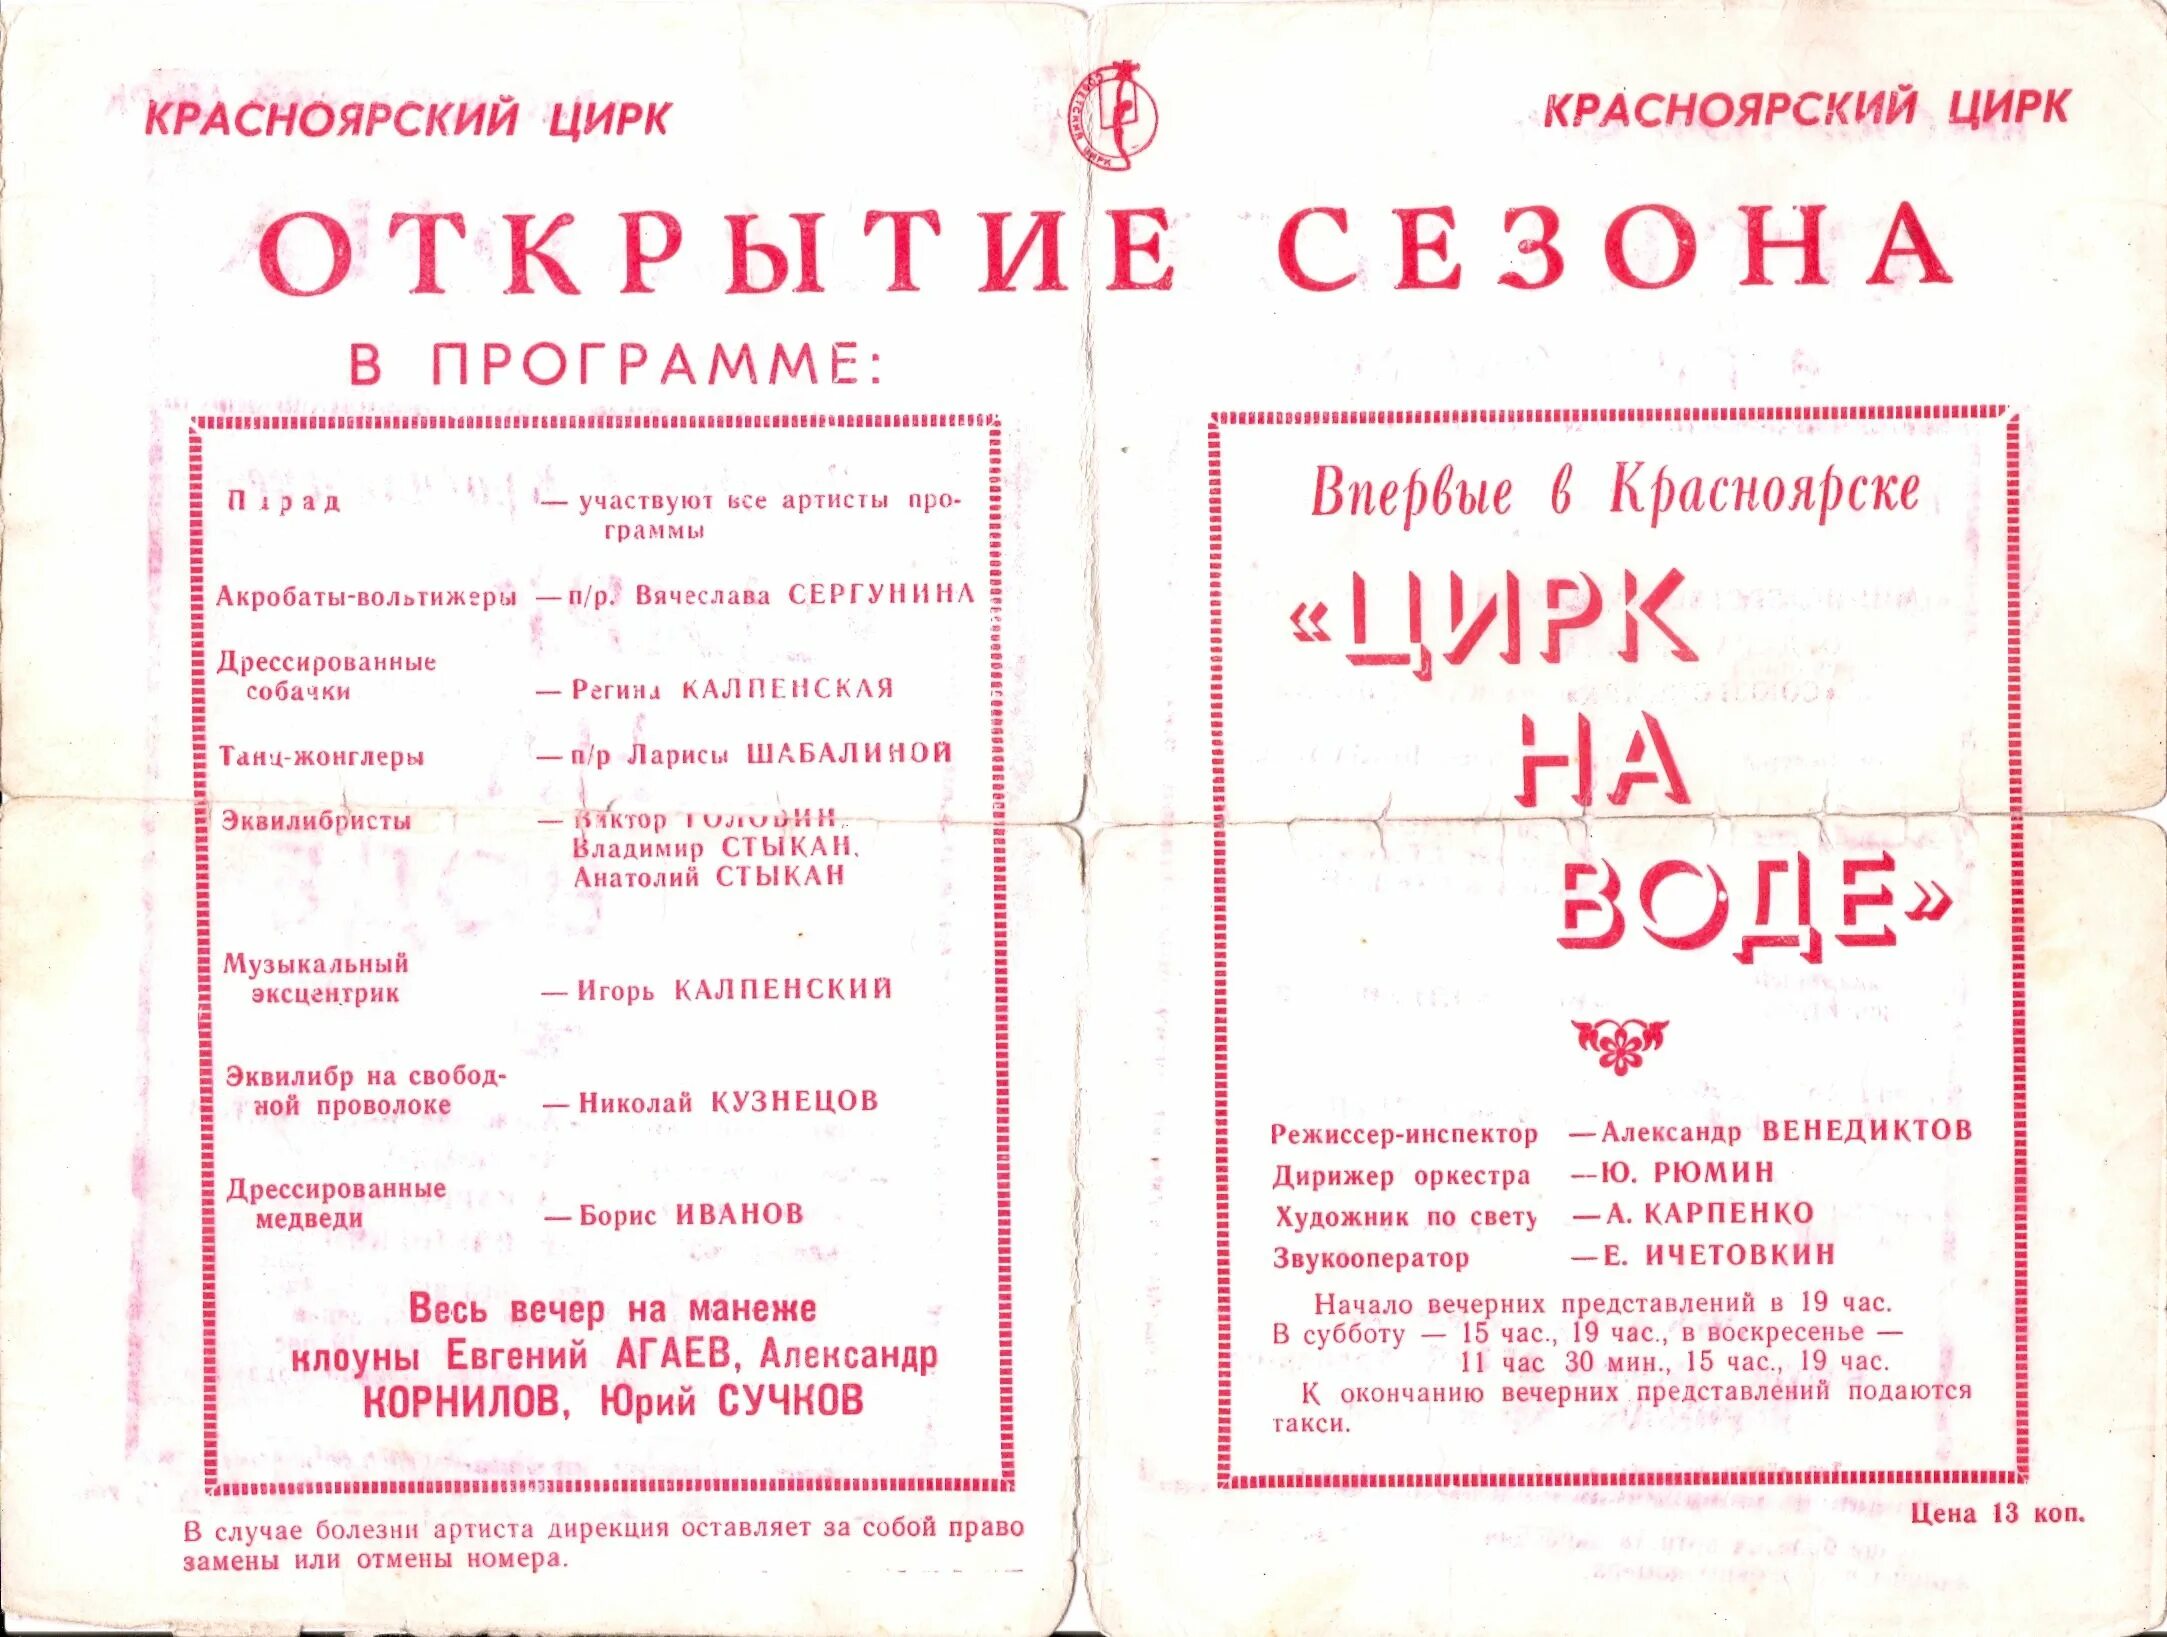 КРАСНОЯРСКИЙ ЦИРК
СОВЕТСКИЙ ЦИРК
КРАСНОЯРСКИЙ ЦИРК
ОТКРЫТИЕ СЕЗОНА
В ПРОГРАММЕ:
Парад — участвуют все артисты про-
граммы
Акробаты-вольтижеры — п/р. Вячеслава СЕРГУНИНА
Дрессированные
собачки — Регина КАЛПЕНСКАЯ
Танц-жонглеры — п/р Ларисы ШАБАЛИНОЙ
Эквилибристы — Виктор ГОЛОВИН,
Владимир СТЫКАН,
Анатолий СТЫКАН
Музыкальный
эксцентрик — Игорь КАЛПЕНСКИЙ
Эквилибр на свобод-
ной проволоке — Николай КУЗНЕЦОВ
Дрессированные
медведи — Борис ИВАНОВ
Весь вечер на манеже
клоуны Евгений АГАЕВ, Александр
КОРНИЛОВ, Юрий СУЧКОВ
В случае болезни артиста дирекция оставляет за собой право
замены или отмены номера.
Впервые в Красноярске
«ЦИРК
НА
ВОДЕ»
Режиссер-инспектор — Александр ВЕНЕДИКТОВ
Дирижер оркестра — Ю. РЮМИН
Художник по свету — А. КАРПЕНКО
Звукооператор — Е. ИЧЕТОВКИН
Начало вечерних представлений в 19 час.
В субботу — 15 час., 19 час., в воскресенье —
11 час 30 мин., 15 час., 19 час.
К окончанию вечерних представлений подаются
такси.
Цена 13 коп.